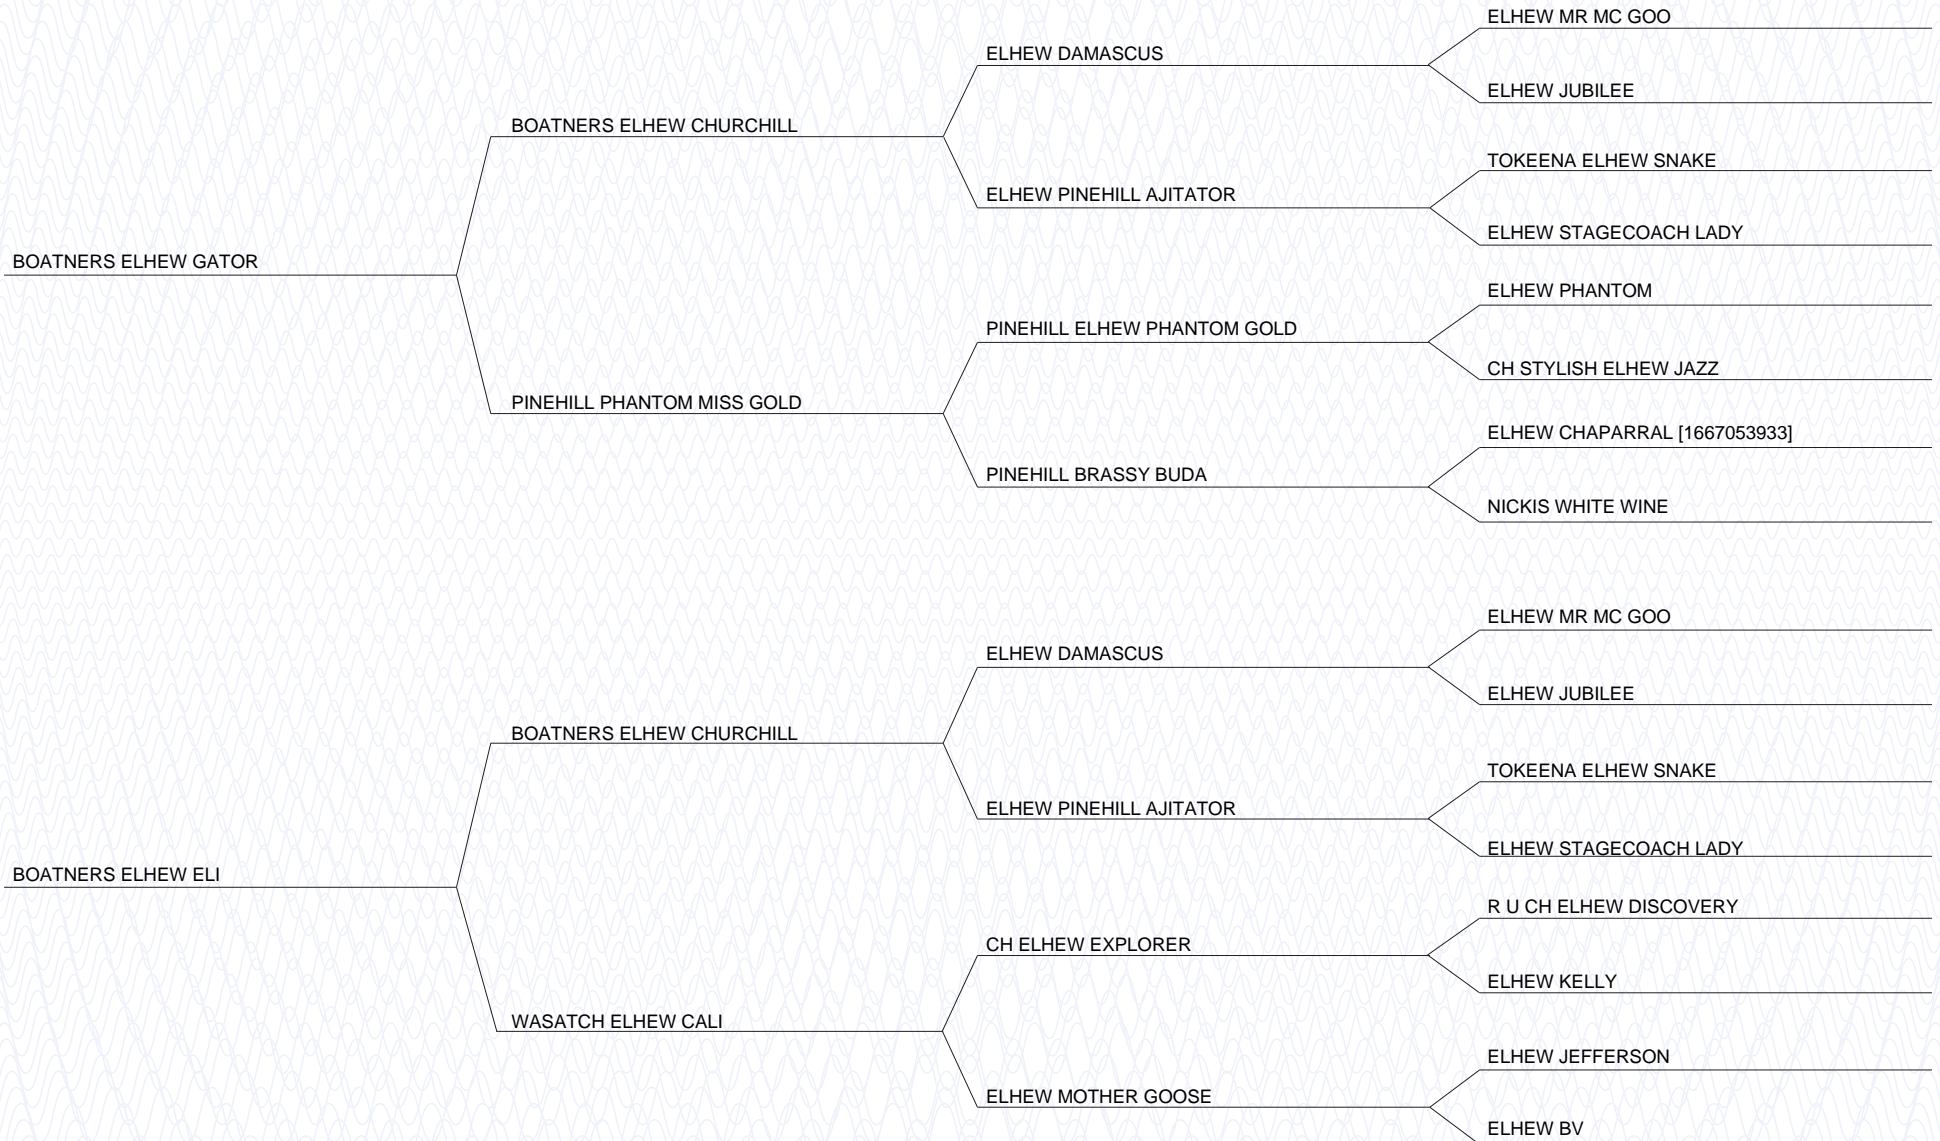 ELHEW MR MC GOO
ELHEW DAMASCUS
ELHEW JUBILEE
BOATNERS ELHEW CHURCHILL
TOKEENA ELHEW SNAKE
ELHEW PINEHILL AJITATOR
ELHEW STAGECOACH LADY
BOATNERS ELHEW GATOR
ELHEW PHANTOM
PINEHILL ELHEW PHANTOM GOLD
CH STYLISH ELHEW JAZZ
PINEHILL PHANTOM MISS GOLD
ELHEW CHAPARRAL [1667053933]
PINEHILL BRASSY BUDA
NICKIS WHITE WINE
ELHEW MR MC GOO
ELHEW DAMASCUS
ELHEW JUBILEE
BOATNERS ELHEW CHURCHILL
TOKEENA ELHEW SNAKE
ELHEW PINEHILL AJITATOR
ELHEW STAGECOACH LADY
BOATNERS ELHEW ELI
R U CH ELHEW DISCOVERY
CH ELHEW EXPLORER
ELHEW KELLY
WASATCH ELHEW CALI
ELHEW JEFFERSON
ELHEW MOTHER GOOSE
ELHEW BV